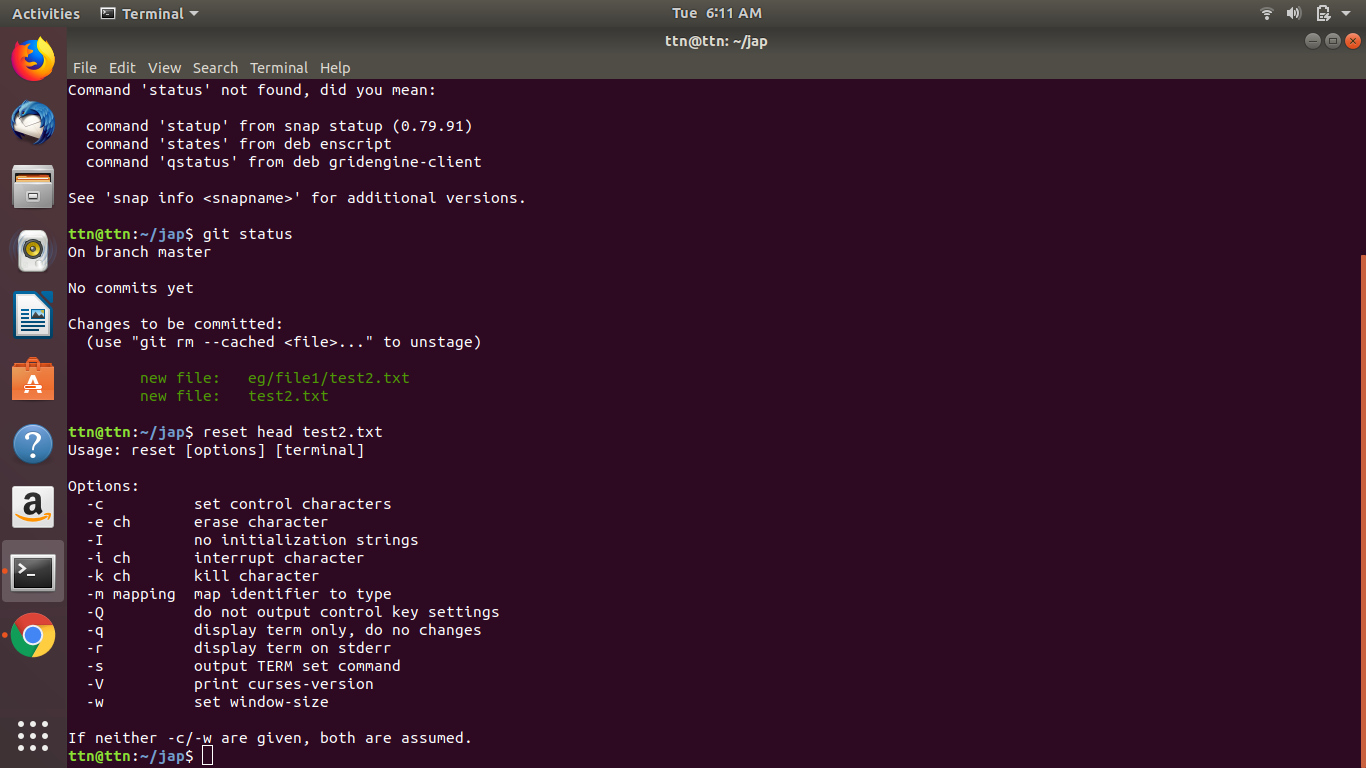 Activities Terminal Tue 6:11 AM
ttn@ttn: ~/jap
File Edit View Search Terminal Help
Command 'status' not found, did you mean:
  command 'statup' from snap statup (0.79.91)
  command 'states' from deb enscript
  command 'qstatus' from deb gridengine-client
See 'snap info <snapname>' for additional versions.
ttn@ttn:~/jap$ git status
On branch master
No commits yet
Changes to be committed:
  (use "git rm --cached <file>..." to unstage)
        new file:   eg/file1/test2.txt
        new file:   test2.txt
ttn@ttn:~/jap$ reset head test2.txt
Usage: reset [options] [terminal]
Options:
  -c          set control characters
  -e ch       erase character
  -I          no initialization strings
  -i ch       interrupt character
  -k ch       kill character
  -m mapping  map identifier to type
  -Q          do not output control key settings
  -q          display term only, do no changes
  -r          display term on stderr
  -s          output TERM set command
  -V          print curses-version
  -w          set window-size
If neither -c/-w are given, both are assumed.
ttn@ttn:~/jap$